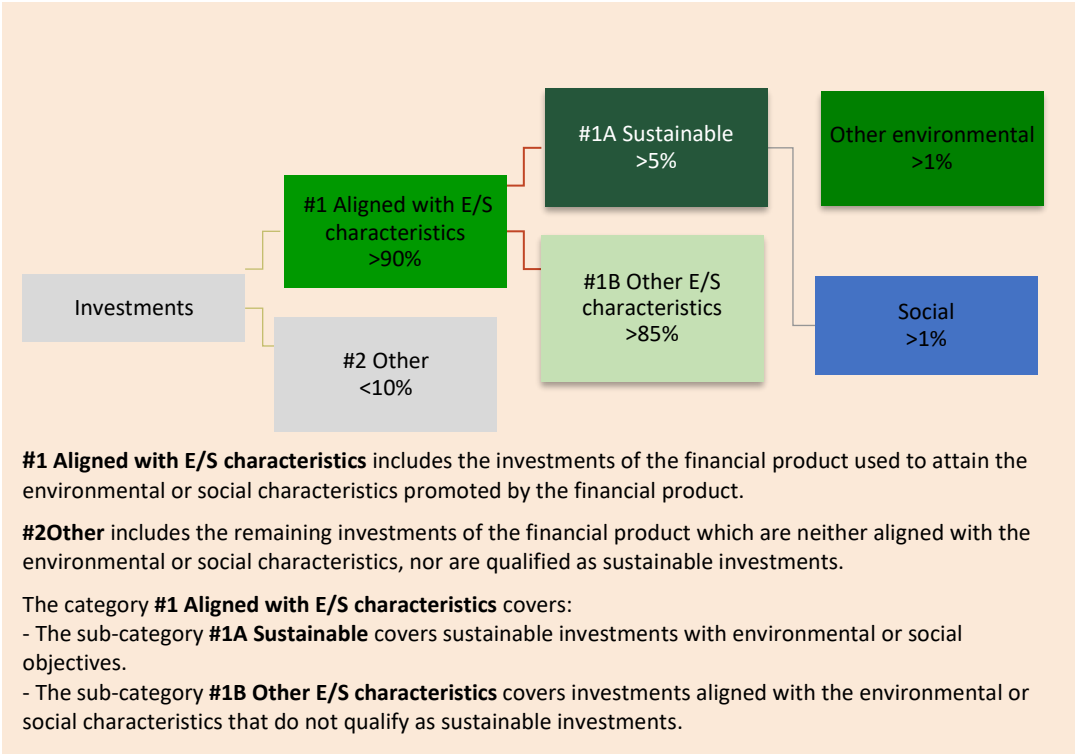 #1A Sustainable
>5%
Other environmental
>1%
#1 Aligned with E/S
characteristics
>90%
#1B Other E/S
characteristics
>85%
Investments
Social
>1%
#2 Other
<10%
#1 Aligned with E/S characteristics includes the investments of the financial product used to attain the
environmental or social characteristics promoted by the financial product.
#2Other includes the remaining investments of the financial product which are neither aligned with the
environmental or social characteristics, nor are qualified as sustainable investments.
The category #1 Aligned with E/S characteristics covers:
- The sub-category #1A Sustainable covers sustainable investments with environmental or social
objectives.
- The sub-category #1B Other E/S characteristics covers investments aligned with the environmental or
social characteristics that do not qualify as sustainable investments.